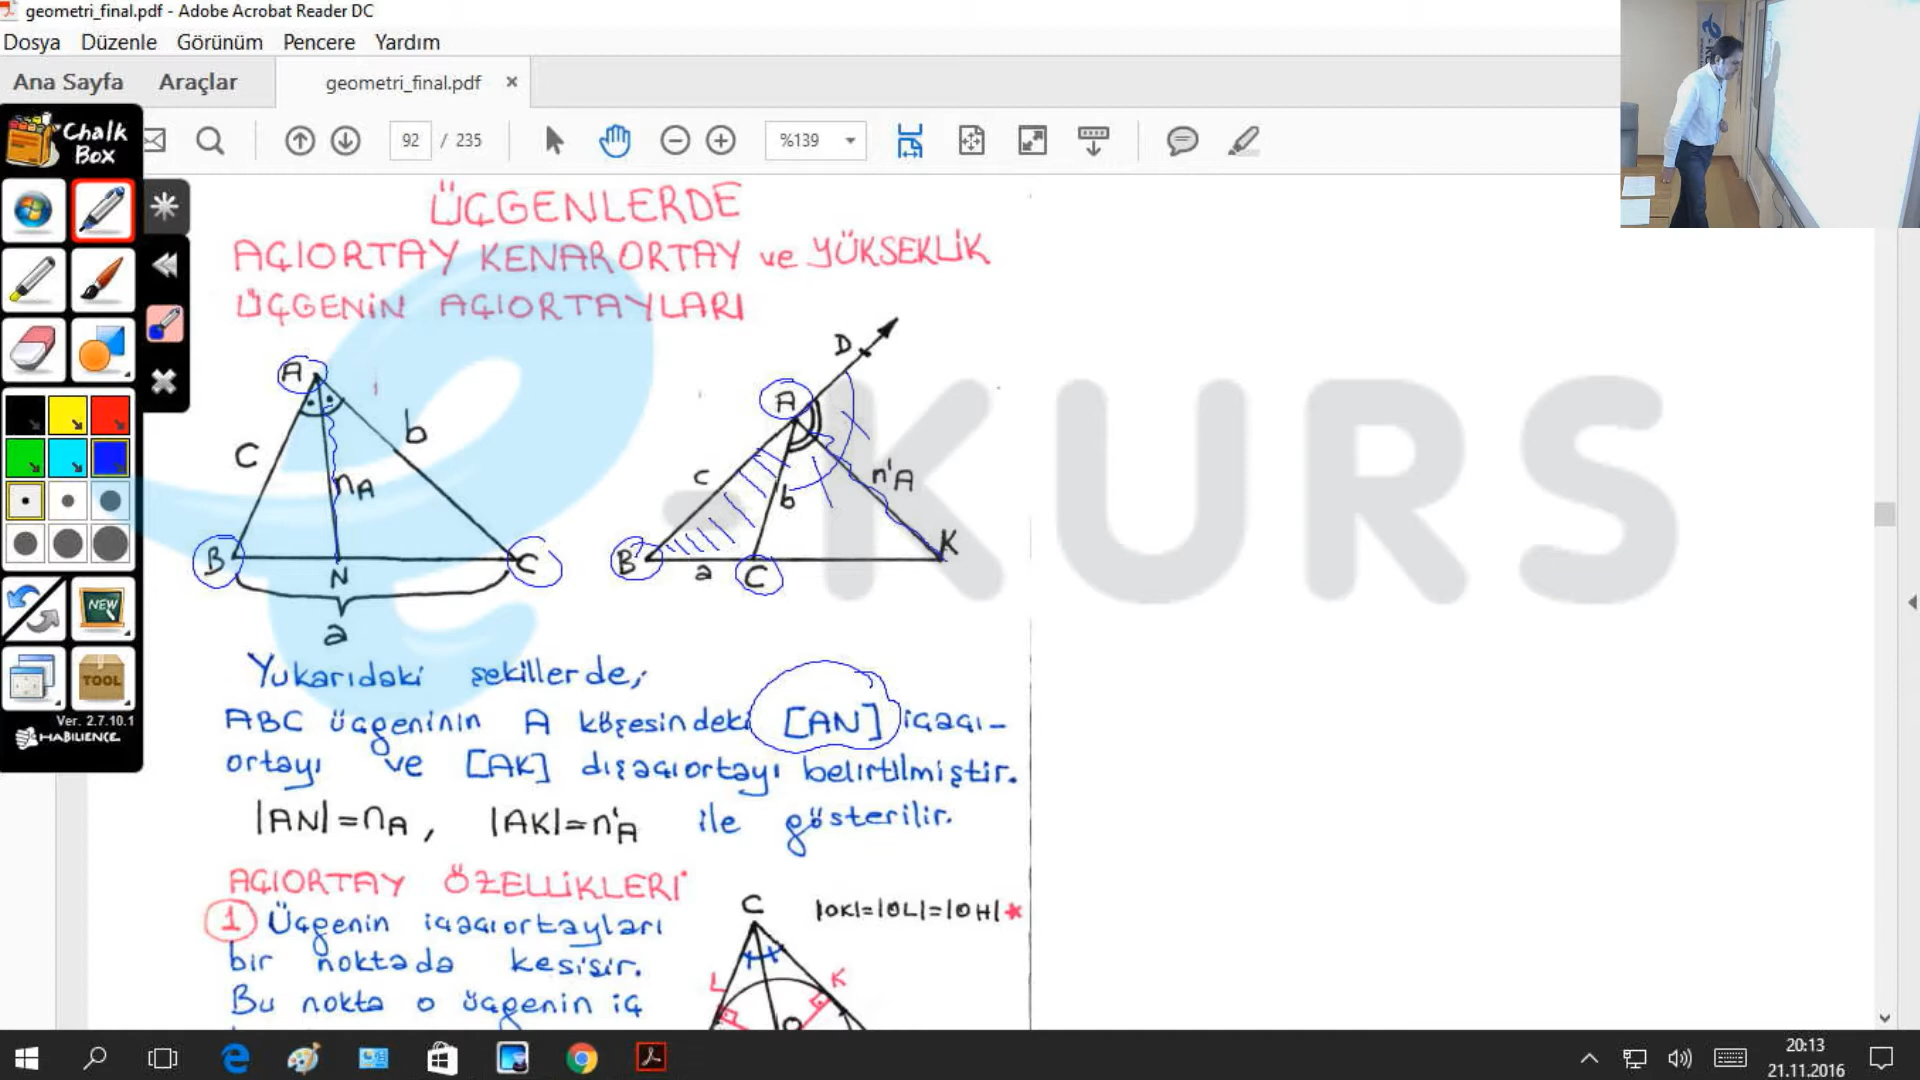 geometri_final.pdf - Adobe Acrobat Reader DC
Dosya Düzenle Görünüm Pencere Yardım
Ana Sayfa Araçlar geometri_final.pdf ×
Chalk Box
92 / 235 %139
ÜÇGENLERDE
AÇIORTAY KENARORTAY ve YÜKSEKLİK
ÜÇGENİN AÇIORTAYLARI
A
c
b
nA
B
N
C
a
D
A
c
b
n'A
B
a
C
K
Yukarıdaki şekillerde;
ABC üçgeninin A köşesindeki [AN] içaçı-
ortayı ve [AK] dışaçıortayı belirtilmiştir.
|AN|=nA, |AK|=n'A ile gösterilir.
AÇIORTAY ÖZELLİKLERİ
1 Üçgenin içaçıortayları
bir noktada kesişir.
Bu nokta o üçgenin iç
C
|OK|=|OL|=|OH|*
L
K
O
e-KURS
NEW
TOOL
Ver. 2.7.10.1
HABILIENCE
20:13
21.11.2016